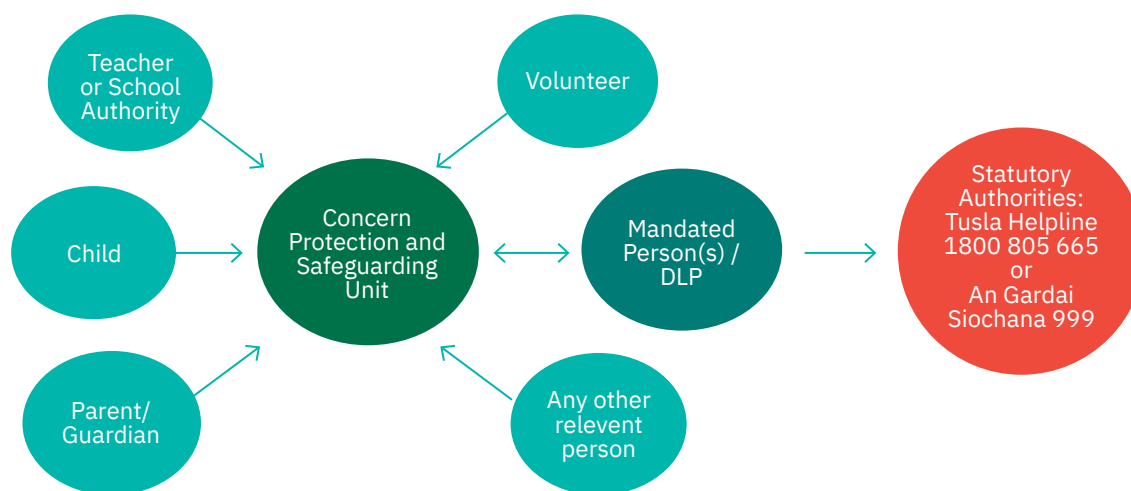 Teacher
or School
Authority
Volunteer
Child
Concern
Protection and
Safeguarding
Unit
Mandated
Person(s) /
DLP
Statutory
Authorities:
Tusla Helpline
1800 805 665
or
An Gardai
Siochana 999
Parent/
Guardian
Any other
relevent
person